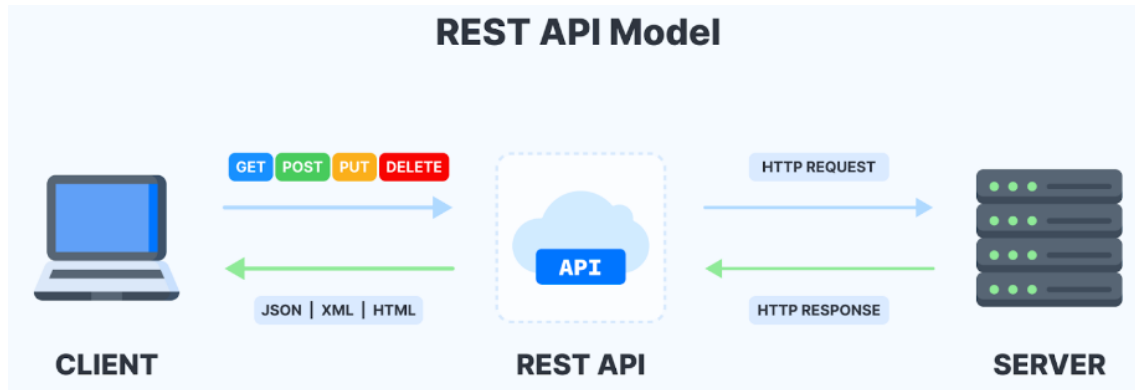 REST API Model
GET POST PUT DELETE
HTTP REQUEST
API
JSON | XML | HTML
HTTP RESPONSE
CLIENT
REST API
SERVER